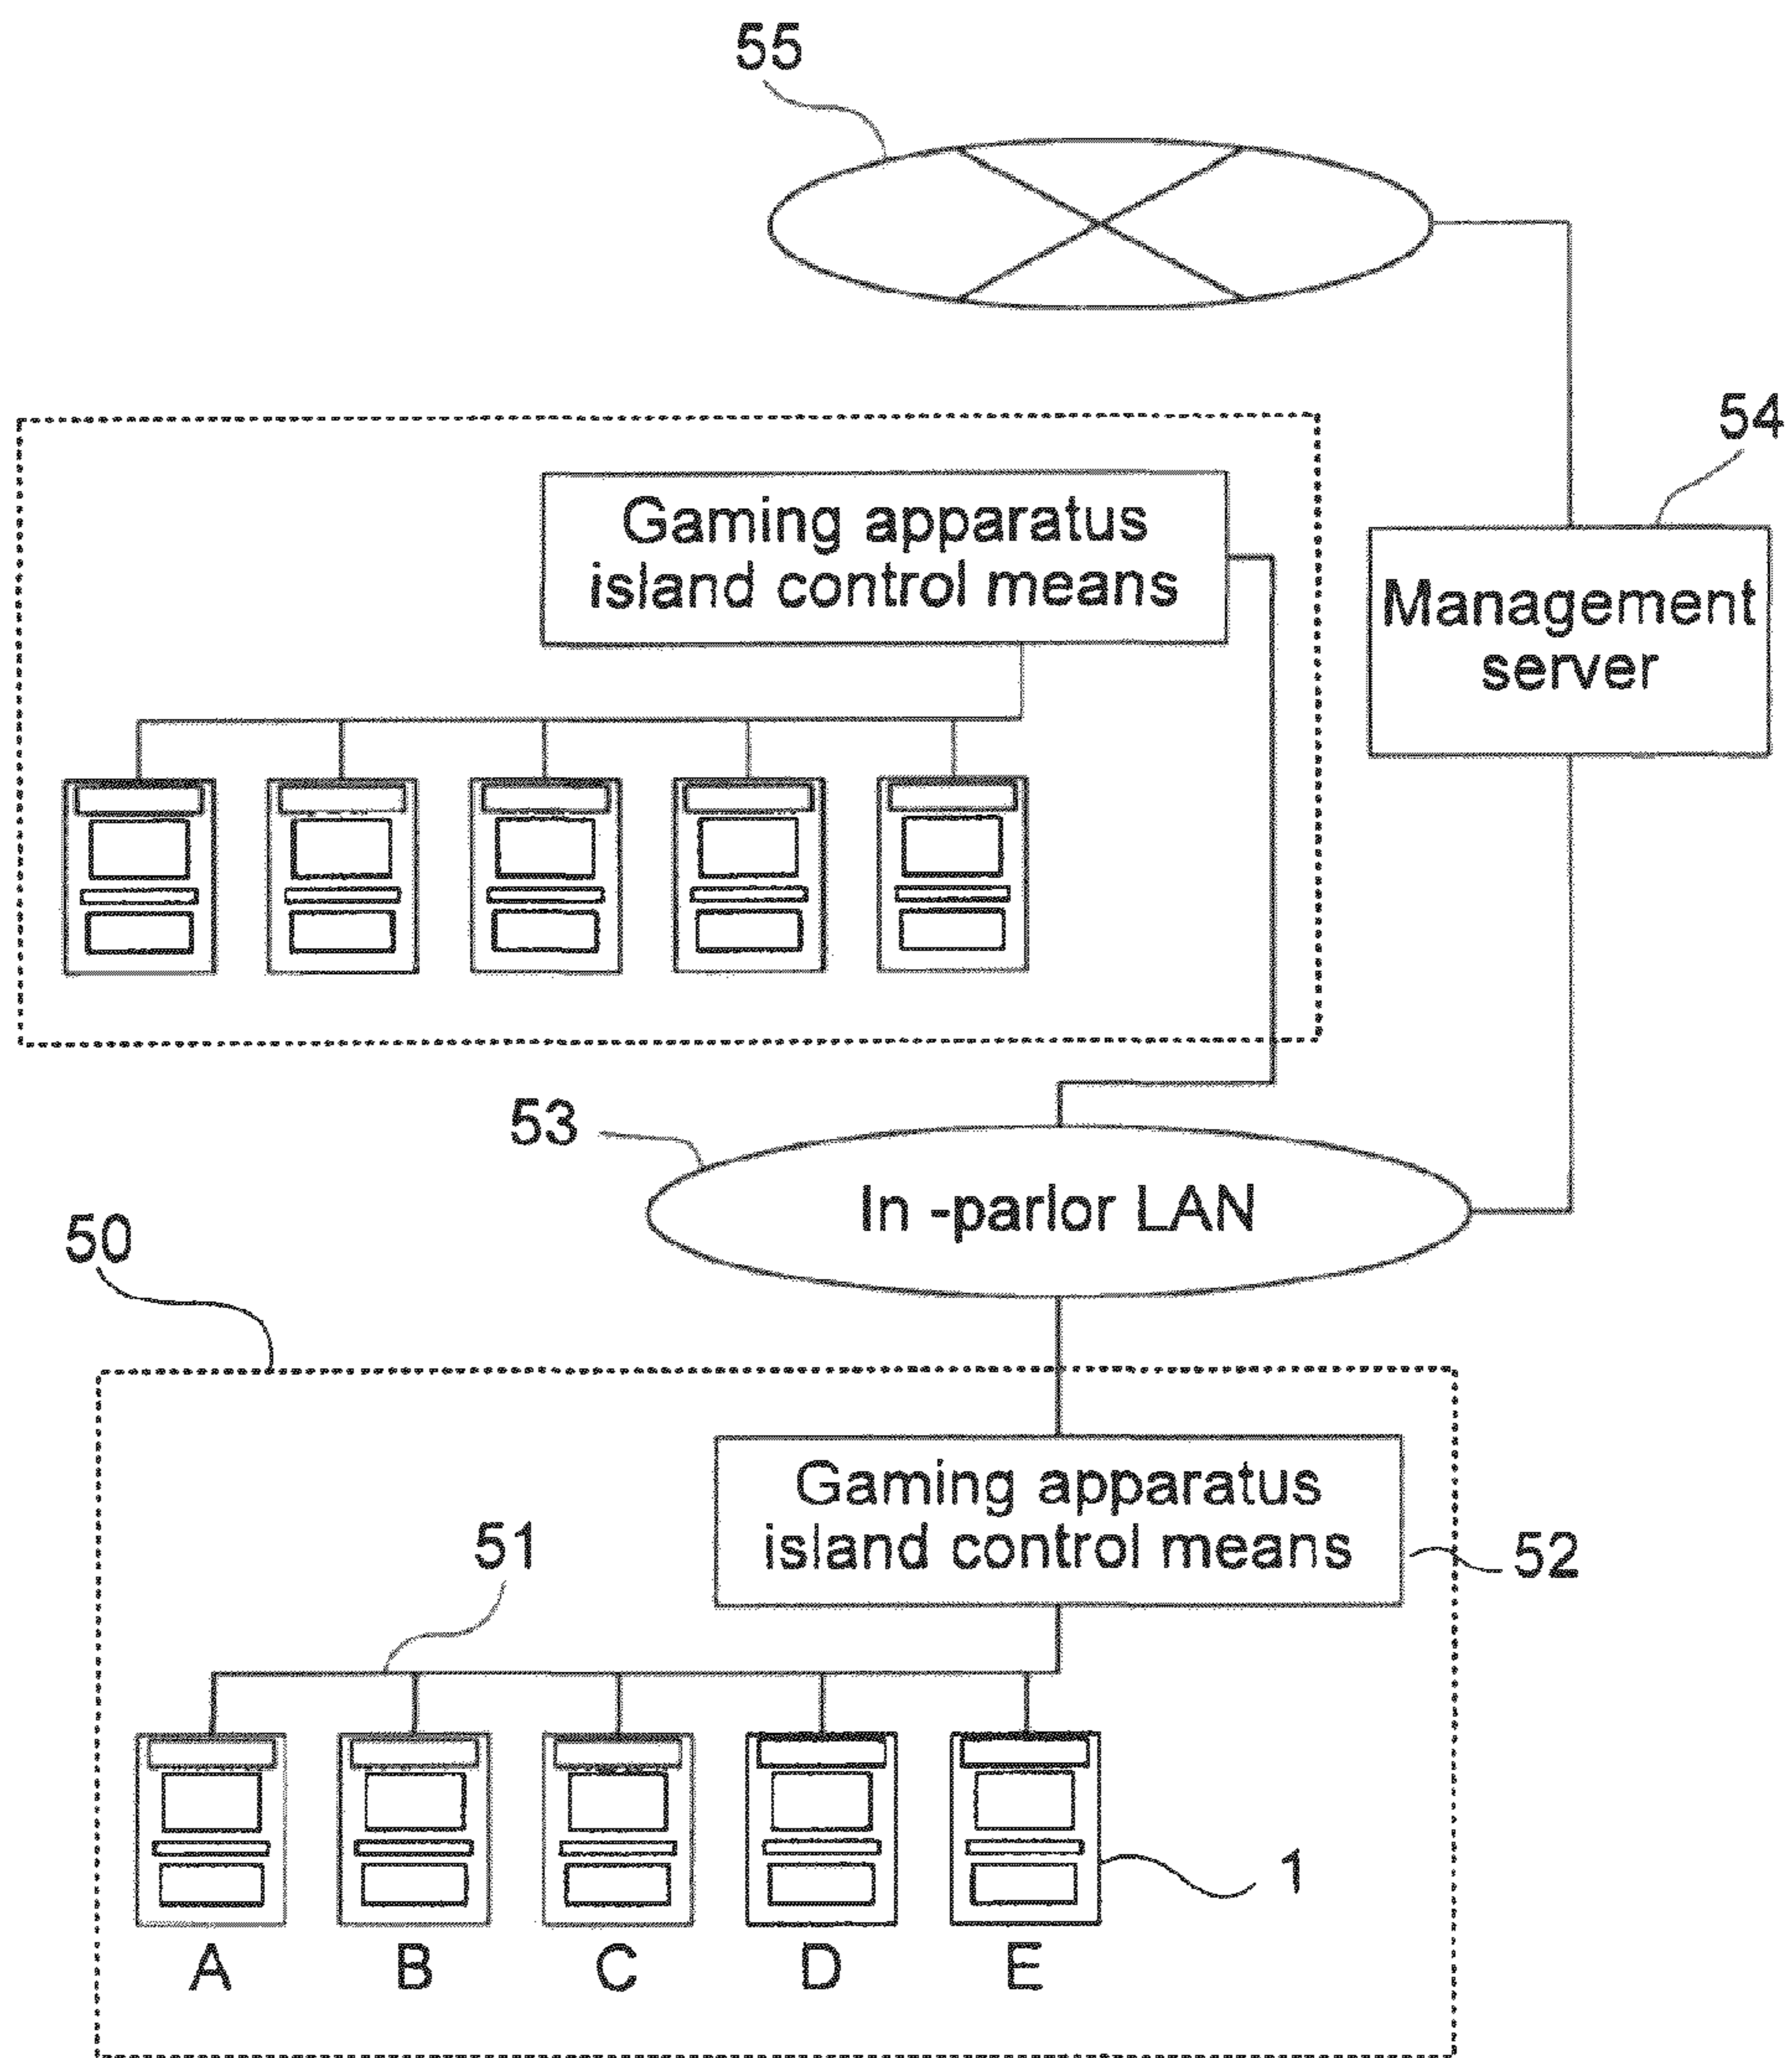 55
54
Gaming apparatus
island control means
Management
server
53
In -parlor LAN
50
Gaming apparatus
island control means
51
52
1
A B C D E